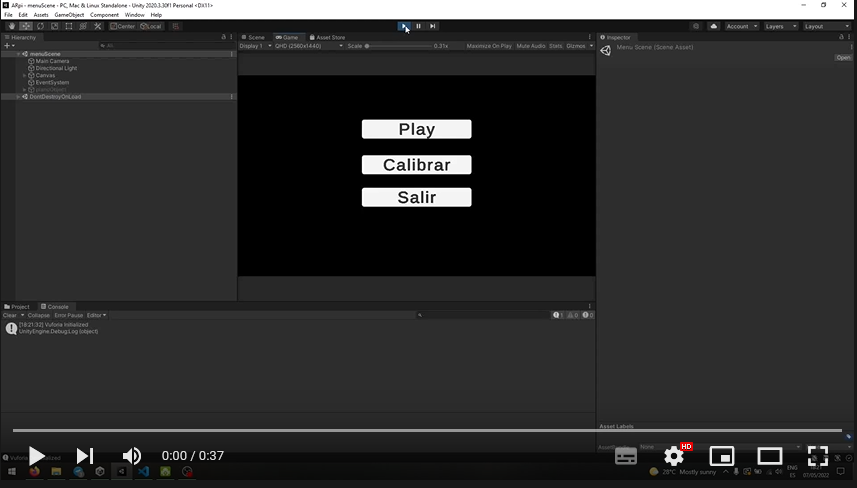 ARpi - menuScene - PC, Mac & Linux Standalone - Unity 2020.3.30f1 Personal <DX11>
File Edit Assets GameObject Component Window Help
Center Local Account Layers Layout
Hierarchy Scene Game Asset Store Inspector
All Display 1 QHD (2560x1440) Scale 0.31x Maximize On Play Mute Audio Stats Gizmos
Menu Scene (Scene Asset)
Open
menuScene
Main Camera
Directional Light
Canvas
EventSystem
DontDestroyOnLoad
Play
Calibrar
Salir
Project Console
Clear Collapse Error Pause Editor 1 0 0
[18:21:32] Vuforia Initialized
UnityEngine.Debug:Log (object)
Asset Labels
None
0:00 / 0:37
HD
28°C Mostly sunny
ENG
ES
07/05/2022